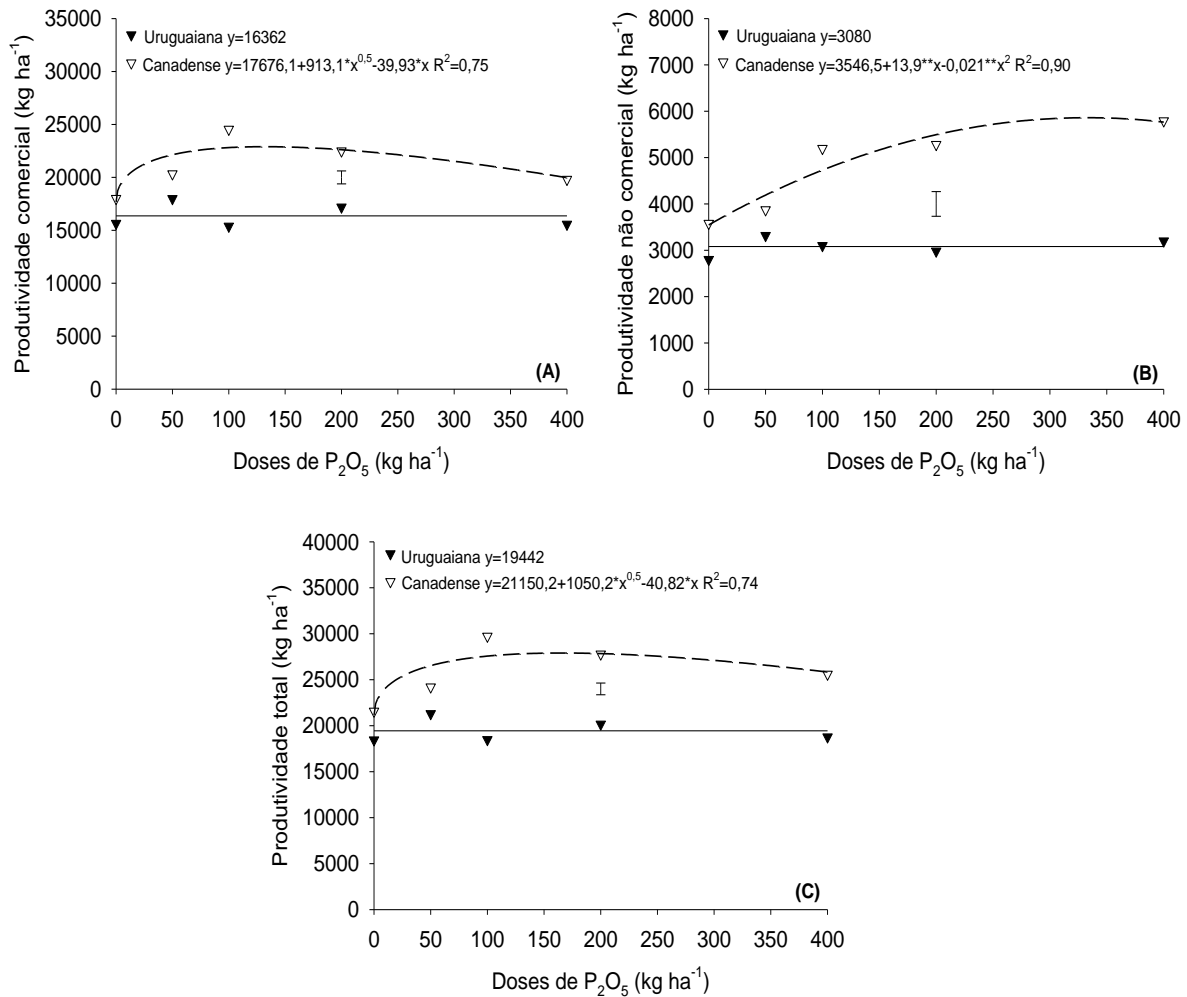 Produtividade comercial (kg ha⁻¹)
35000
30000
25000
20000
15000
10000
5000
0
▼ Uruguaiana y=16362
▽ Canadense y=17676,1+913,1*x⁰,⁵-39,93*x R²=0,75
(A)
0 50 100 150 200 250 300 350 400
Doses de P₂O₅ (kg ha⁻¹)
Produtividade não comercial (kg ha⁻¹)
8000
7000
6000
5000
4000
3000
2000
1000
0
▼ Uruguaiana y=3080
▽ Canadense y=3546,5+13,9**x-0,021**x² R²=0,90
(B)
0 50 100 150 200 250 300 350 400
Doses de P₂O₅ (kg ha⁻¹)
Produtividade total (kg ha⁻¹)
40000
35000
30000
25000
20000
15000
10000
5000
0
▼ Uruguaiana y=19442
▽ Canadense y=21150,2+1050,2*x⁰,⁵-40,82*x R²=0,74
(C)
0 50 100 150 200 250 300 350 400
Doses de P₂O₅ (kg ha⁻¹)